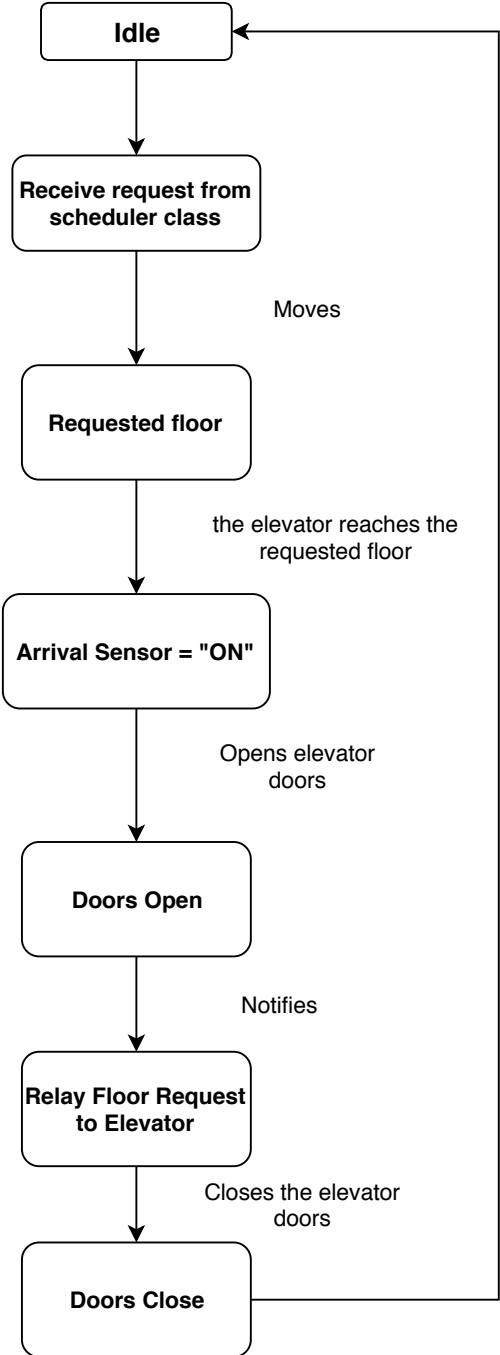 Idle
Receive request from
scheduler class
Moves
Requested floor
the elevator reaches the
requested floor
Arrival Sensor = "ON"
Opens elevator
doors
Doors Open
Notifies
Relay Floor Request
to Elevator
Closes the elevator
doors
Doors Close